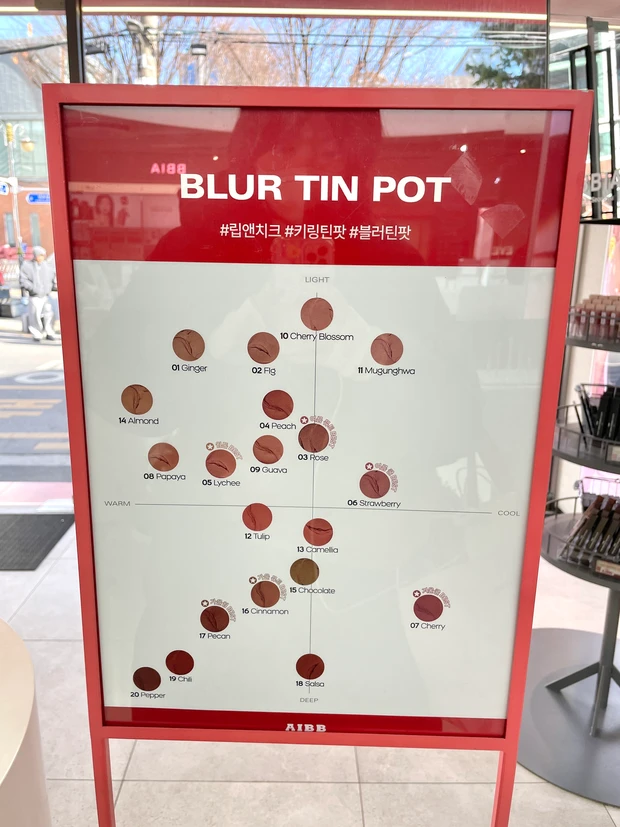 BLUR TIN POT
#립앤치크 #키링틴팟 #블러틴팟
LIGHT
10 Cherry Blossom
01 Ginger
02 Fig
11 Mugunghwa
14 Almond
04 Peach
03 Rose
08 Papaya
05 Lychee
09 Guava
06 Strawberry
WARM
COOL
12 Tulip
13 Camellia
15 Chocolate
16 Cinnamon
07 Cherry
17 Pecan
19 Chili
18 Salsa
20 Pepper
DEEP